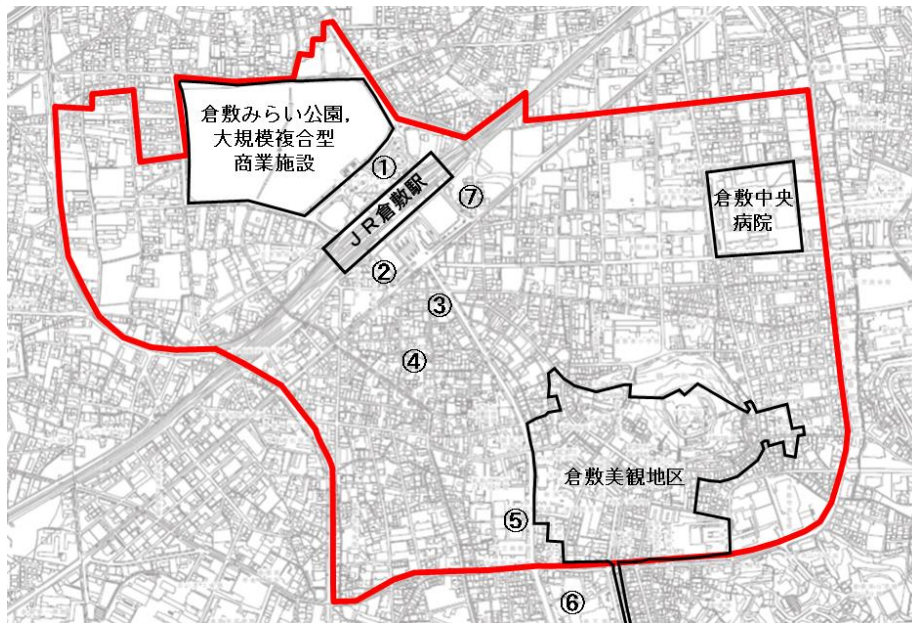 倉敷みらい公園,
大規模複合型
商業施設
①
JR倉敷駅
⑦
倉敷中央
病院
②
③
④
倉敷美観地区
⑤
⑥